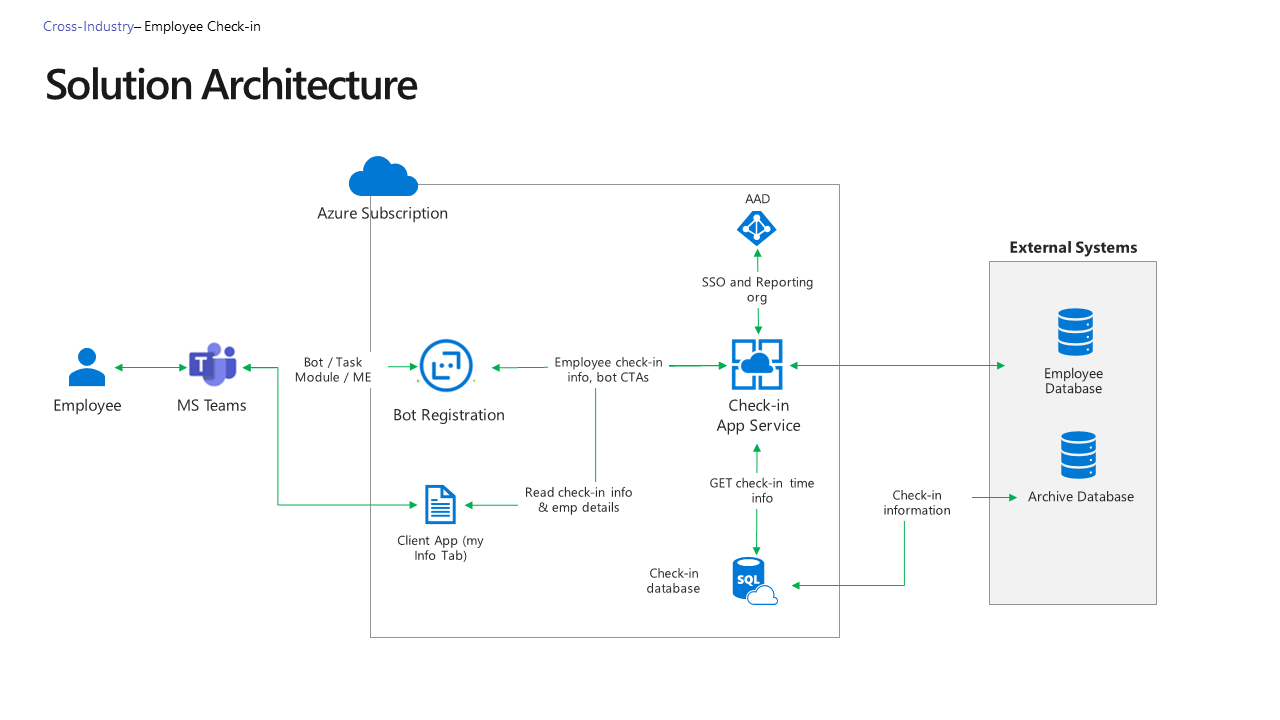 Cross-Industry– Employee Check-in
Solution Architecture
Azure Subscription
AAD
SSO and Reporting
org
External Systems
Employee
MS Teams
Bot / Task
Module / ME
Bot Registration
Employee check-in
info, bot CTAs
Check-in
App Service
Employee
Database
Client App (my
Info Tab)
Read check-in info
& emp details
GET check-in time
info
Check-in
information
Archive Database
Check-in
database
SQL